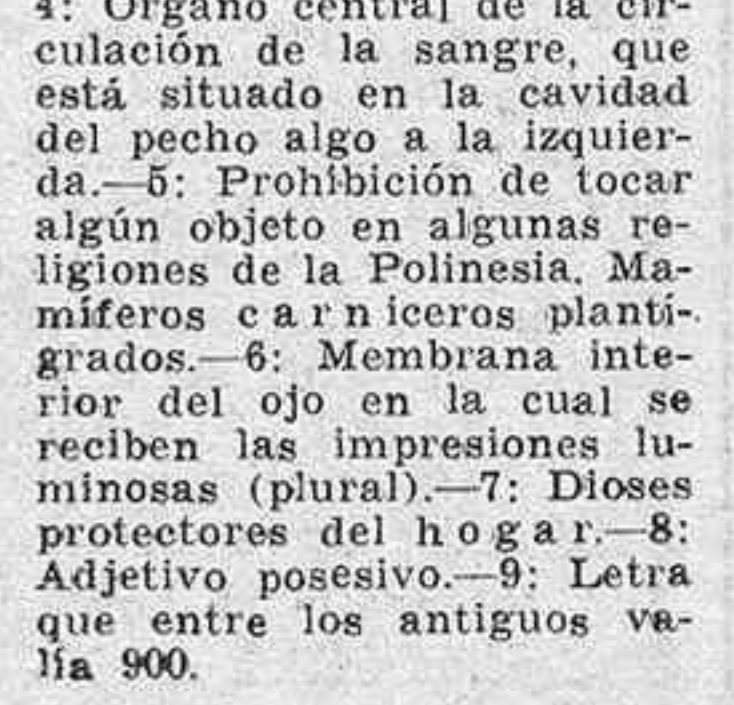 4: Organo central de la cir-
culación de la sangre, que
está situado en la cavidad
del pecho algo a la izquier-
da.—5: Prohibición de tocar
algún objeto en algunas re-
ligiones de la Polinesia. Ma-
míferos carniceros plantí-
grados.—6: Membrana inte-
rior del ojo en la cual se
reciben las impresiones lu-
minosas (plural).—7: Dioses
protectores del hogar.—8:
Adjetivo posesivo.—9: Letra
que entre los antiguos va-
lía 900.